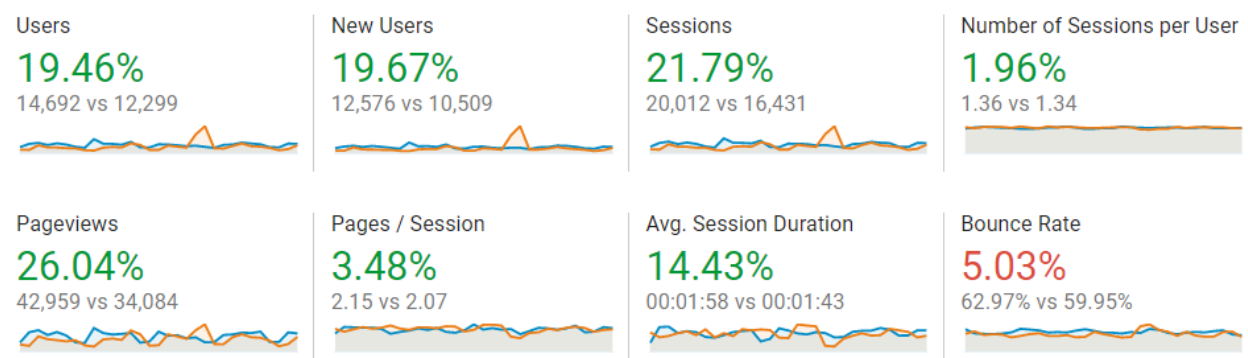 Users
19.46%
14,692 vs 12,299
New Users
19.67%
12,576 vs 10,509
Sessions
21.79%
20,012 vs 16,431
Number of Sessions per User
1.96%
1.36 vs 1.34
Pageviews
26.04%
42,959 vs 34,084
Pages / Session
3.48%
2.15 vs 2.07
Avg. Session Duration
14.43%
00:01:58 vs 00:01:43
Bounce Rate
5.03%
62.97% vs 59.95%